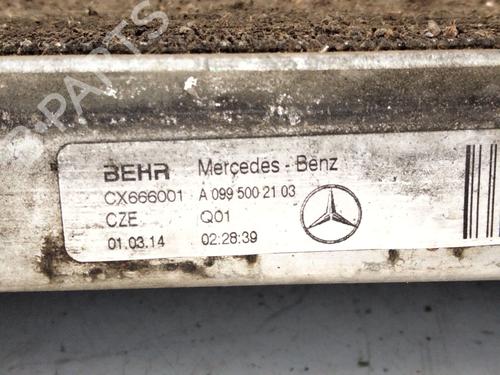 BEHR Mercedes-Benz
CX666001 A 099 500 21 03
CZE Q01
01.03.14 02:28:39